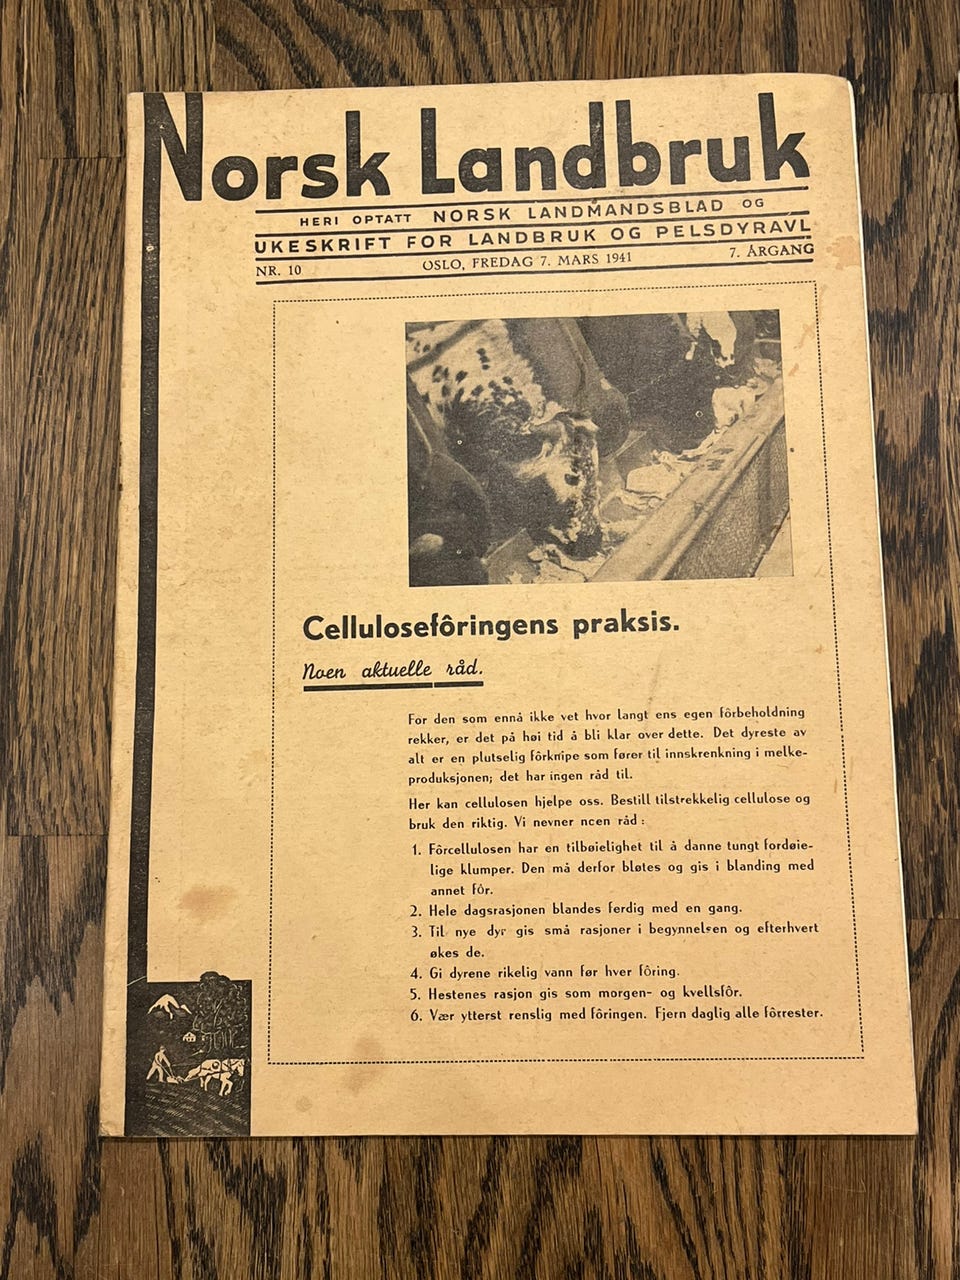 Norsk Landbruk
HERI OPTATT NORSK LANDMANDSBLAD OG
UKESKRIFT FOR LANDBRUK OG PELSDYRAVL
NR. 10 OSLO, FREDAG 7. MARS 1941 7. ÅRGANG
Cellulosefôringens praksis.
Noen aktuelle råd.
For den som ennå ikke vet hvor langt ens egen fôrbeholdning
rekker, er det på høi tid å bli klar over dette. Det dyreste av
alt er en plutselig fôrknipe som fører til innskrenkning i melke-
produksjonen; det har ingen råd til.
Her kan cellulosen hjelpe oss. Bestill tilstrekkelig cellulose og
bruk den riktig. Vi nevner noen råd:
1. Fôrcellulosen har en tilbøielighet til å danne tungt fordøie-
lige klumper. Den må derfor bløtes og gis i blanding med
annet fôr.
2. Hele dagsrasjonen blandes ferdig med en gang.
3. Til nye dyr gis små rasjoner i begynnelsen og efterhvert
økes de.
4. Gi dyrene rikelig vann før hver fôring.
5. Hestenes rasjon gis som morgen- og kvellsfôr.
6. Vær ytterst renslig med fôringen. Fjern daglig alle fôrrester.